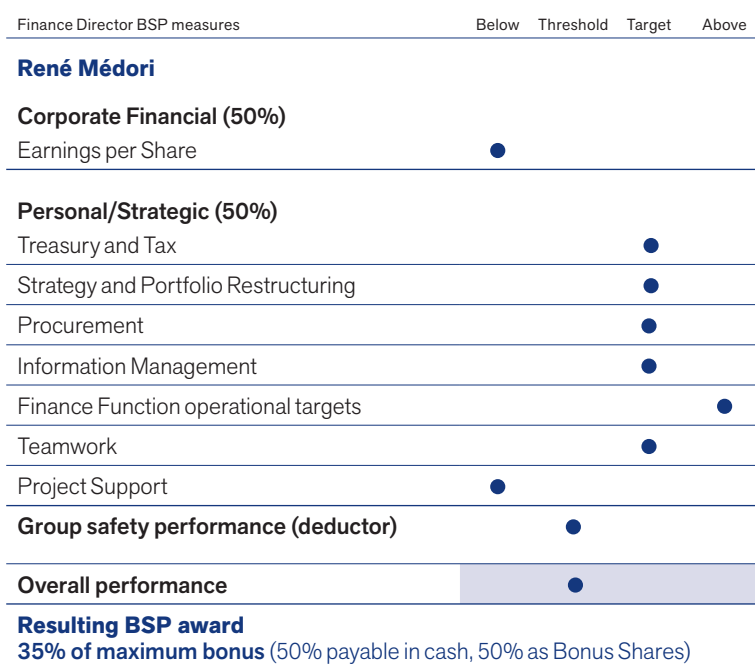 Finance Director BSP measures Below Threshold Target Above
René Médori
Corporate Financial (50%)
Earnings per Share
Personal/Strategic (50%)
Treasury and Tax
Strategy and Portfolio Restructuring
Procurement
Information Management
Finance Function operational targets
Teamwork
Project Support
Group safety performance (deductor)
Overall performance
Resulting BSP award
35% of maximum bonus (50% payable in cash, 50% as Bonus Shares)